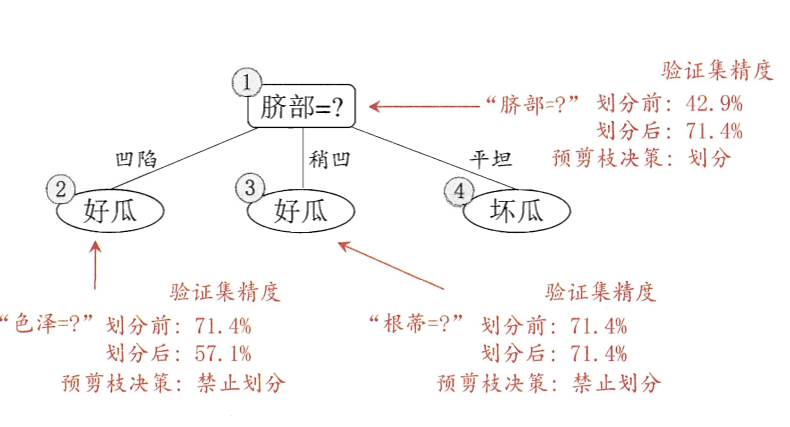 验证集精度
①
脐部=?
“脐部=?” 划分前: 42.9%
划分后: 71.4%
预剪枝决策: 划分
凹陷
稍凹
平坦
②
好瓜
③
好瓜
④
坏瓜
验证集精度
“色泽=?” 划分前: 71.4%
划分后: 57.1%
预剪枝决策: 禁止划分
验证集精度
“根蒂=?” 划分前: 71.4%
划分后: 71.4%
预剪枝决策: 禁止划分